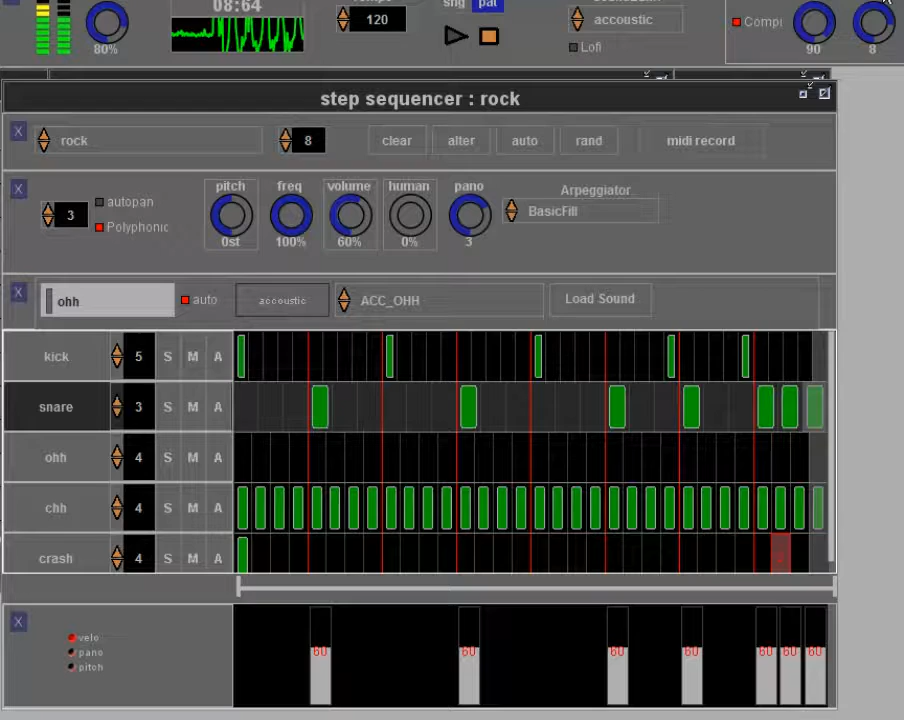 08:64
sng pat
80%
120
accoustic
Lofi
Comp
90
8
step sequencer : rock
X
rock
8
clear
alter
auto
rand
midi record
X
3
autopan
Polyphonic
pitch
freq
volume
human
pano
0st
100%
60%
0%
3
Arpeggiator
BasicFill
X
ohh
auto
accoustic
ACC_OHH
Load Sound
kick 5 S M A
snare 3 S M A
ohh 4 S M A
chh 4 S M A
crash 4 S M A
X
velo
pano
pitch
60 60 60 60 60 60 60